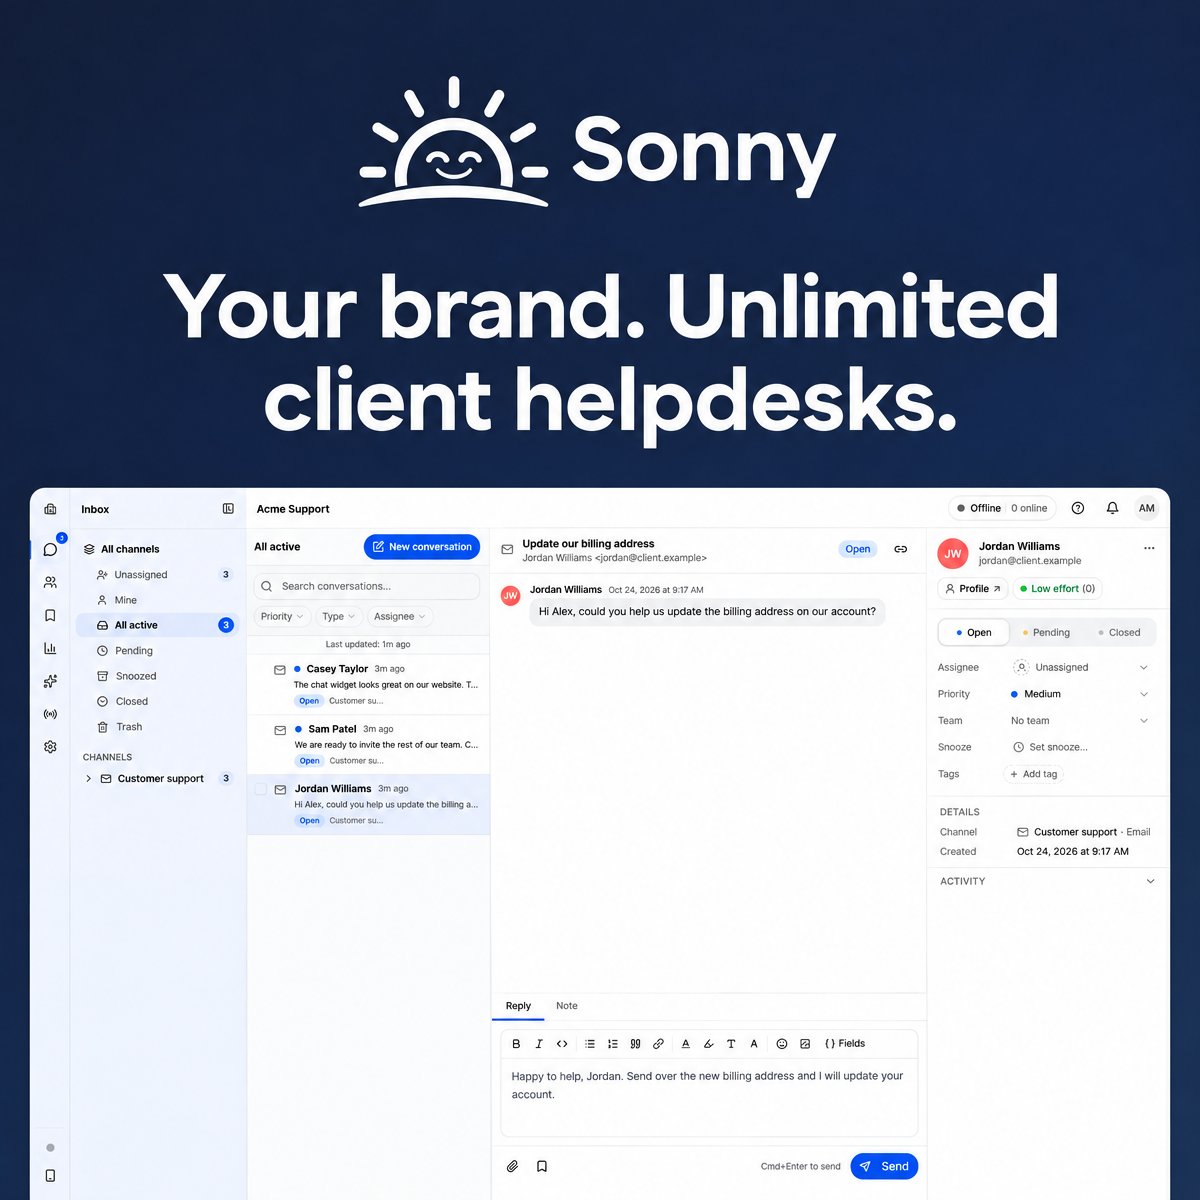 Sonny
Your brand. Unlimited
client helpdesks.
Inbox
Acme Support
Offline
0 online
AM
3
All channels
Unassigned 3
Mine
All active 3
Pending
Snoozed
Closed
Trash
CHANNELS
Customer support 3
All active
New conversation
Search conversations...
Priority
Type
Assignee
Last updated: 1m ago
Casey Taylor 3m ago
The chat widget looks great on our website. T...
Open Customer su...
Sam Patel 3m ago
We are ready to invite the rest of our team. C...
Open Customer su...
Jordan Williams 3m ago
Hi Alex, could you help us update the billing a...
Open Customer su...
Update our billing address
Jordan Williams <jordan@client.example>
Open
JW
Jordan Williams Oct 24, 2026 at 9:17 AM
Hi Alex, could you help us update the billing address on our account?
Reply
Note
B I T A Fields
Happy to help, Jordan. Send over the new billing address and I will update your
account.
Cmd+Enter to send
Send
JW
Jordan Williams
jordan@client.example
Profile
Low effort (0)
Open
Pending
Closed
Assignee Unassigned
Priority Medium
Team No team
Snooze Set snooze...
Tags + Add tag
DETAILS
Channel Customer support · Email
Created Oct 24, 2026 at 9:17 AM
ACTIVITY